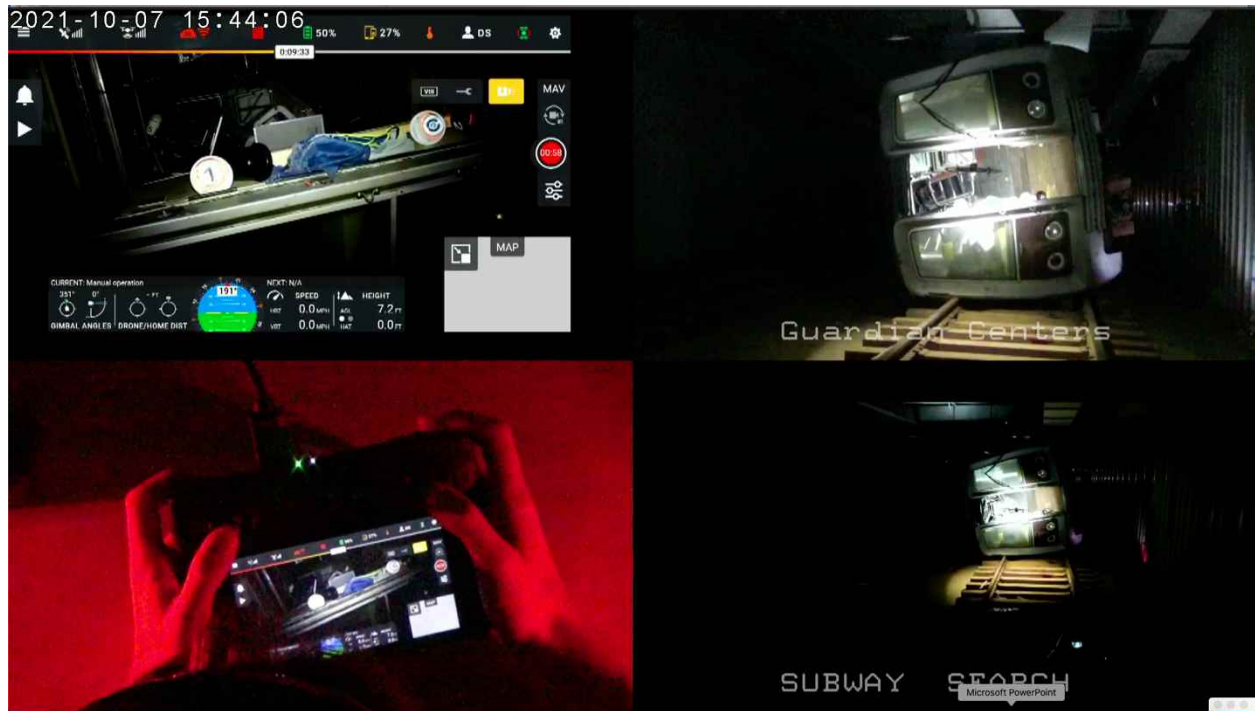 2021-10-07 15:44:06
50%
27%
DS
0:09:33
VIS
MAV
00:58
1
MAP
CURRENT: Manual operation
NEXT: N/A
351°
0°
- FT
191°
SPEED
HEIGHT
0.0 MPH
AGL
7.2 FT
GIMBAL ANGLES
DRONE/HOME DIST
VRT
0.0 MPH
HAT
0.0 FT
Guardian Centers
SUBWAY SEARCH
Microsoft PowerPoint